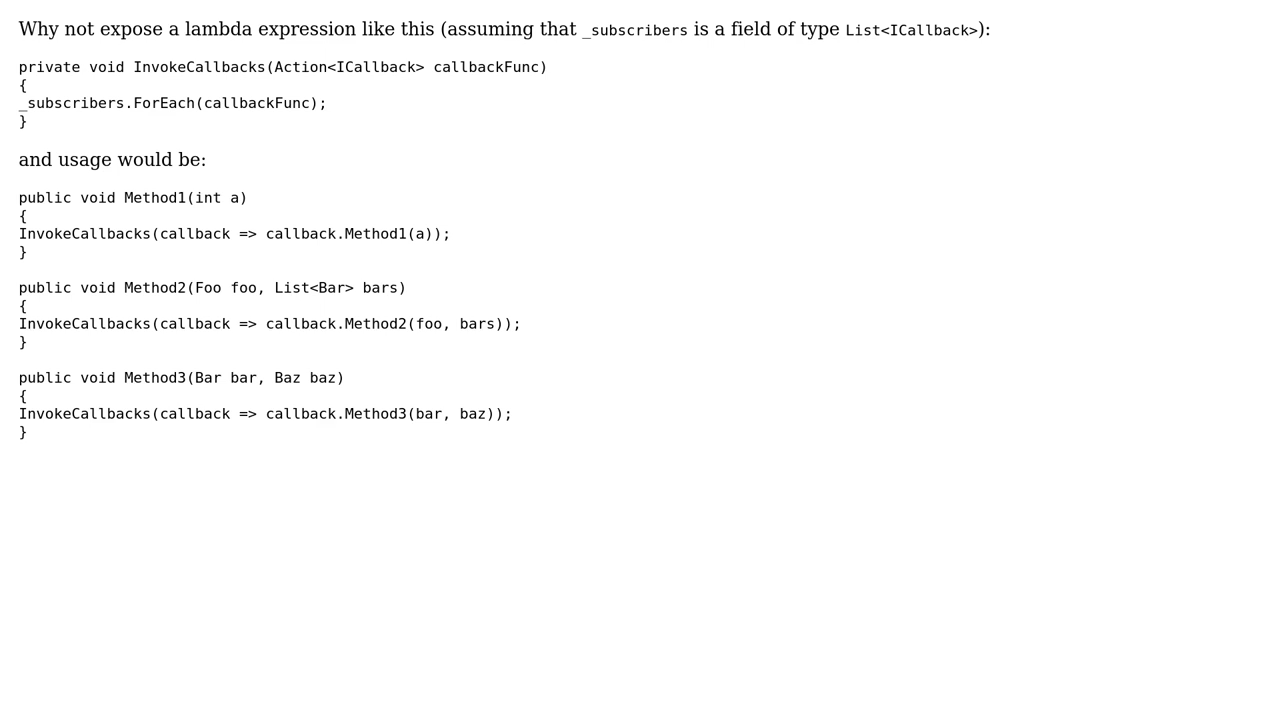 Why not expose a lambda expression like this (assuming that _subscribers is a field of type List<ICallback>):
private void InvokeCallbacks(Action<ICallback> callbackFunc)
{
_subscribers.ForEach(callbackFunc);
}
and usage would be:
public void Method1(int a)
{
InvokeCallbacks(callback => callback.Method1(a));
}
public void Method2(Foo foo, List<Bar> bars)
{
InvokeCallbacks(callback => callback.Method2(foo, bars));
}
public void Method3(Bar bar, Baz baz)
{
InvokeCallbacks(callback => callback.Method3(bar, baz));
}